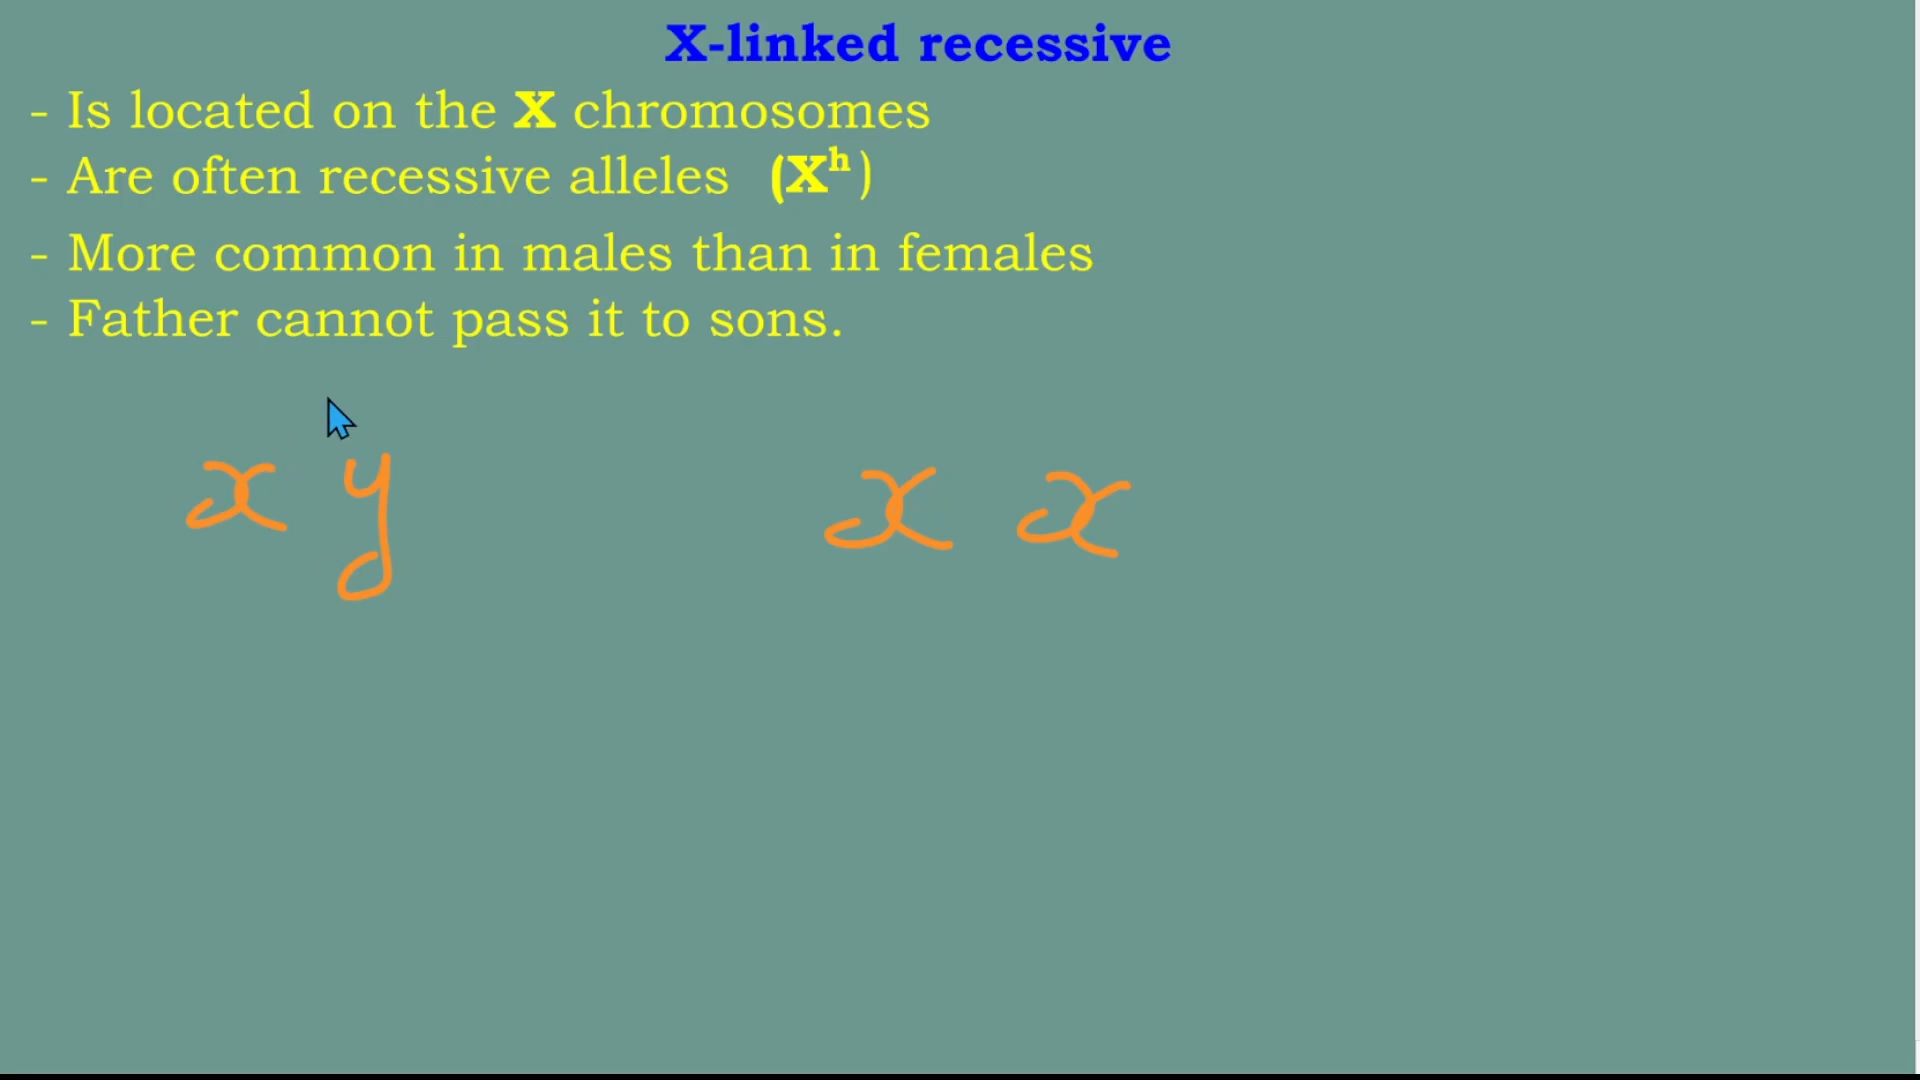 X-linked recessive
- Is located on the X chromosomes
- Are often recessive alleles (Xʰ)
- More common in males than in females
- Father cannot pass it to sons.
x y x x